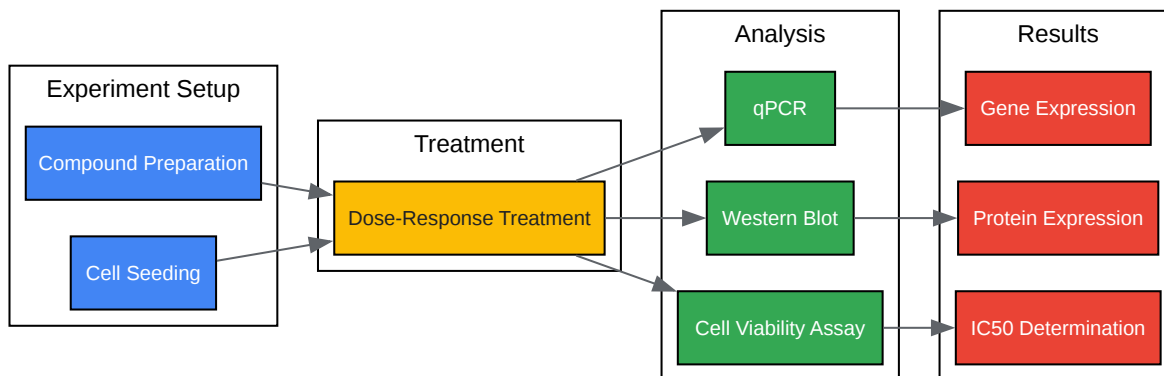 Experiment Setup
Compound Preparation
Cell Seeding
Treatment
Dose-Response Treatment
Analysis
qPCR
Western Blot
Cell Viability Assay
Results
Gene Expression
Protein Expression
IC50 Determination